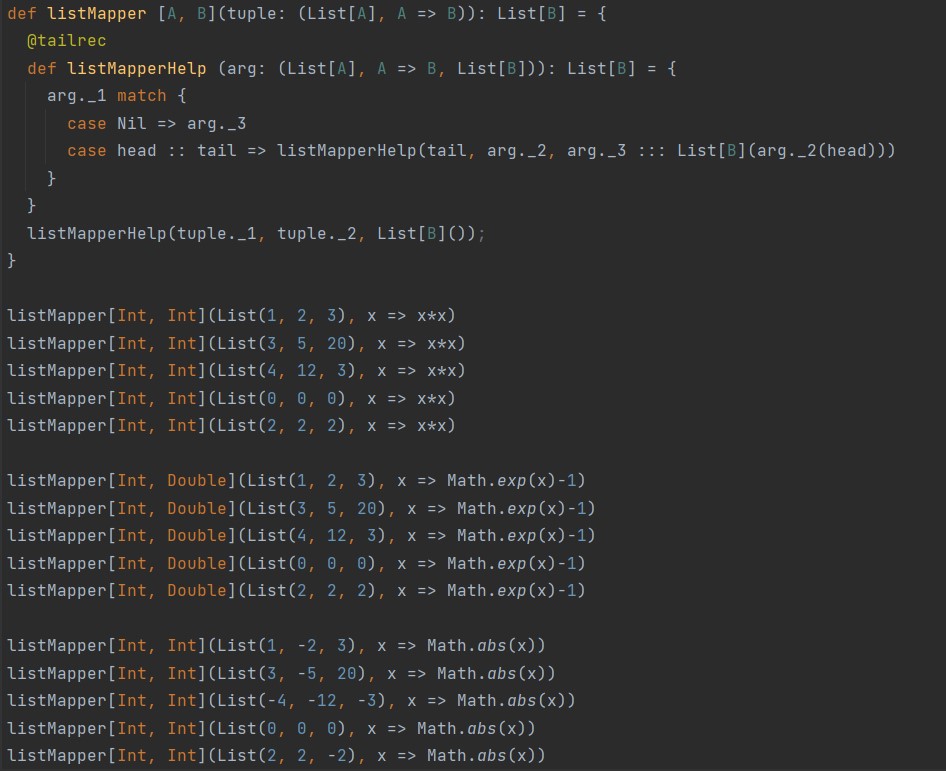 def listMapper [A, B](tuple: (List[A], A => B)): List[B] = {
  @tailrec
  def listMapperHelp (arg: (List[A], A => B, List[B])): List[B] = {
    arg._1 match {
      case Nil => arg._3
      case head :: tail => listMapperHelp(tail, arg._2, arg._3 ::: List[B](arg._2(head)))
    }
  }
  listMapperHelp(tuple._1, tuple._2, List[B]());
}

listMapper[Int, Int](List(1, 2, 3), x => x*x)
listMapper[Int, Int](List(3, 5, 20), x => x*x)
listMapper[Int, Int](List(4, 12, 3), x => x*x)
listMapper[Int, Int](List(0, 0, 0), x => x*x)
listMapper[Int, Int](List(2, 2, 2), x => x*x)

listMapper[Int, Double](List(1, 2, 3), x => Math.exp(x)-1)
listMapper[Int, Double](List(3, 5, 20), x => Math.exp(x)-1)
listMapper[Int, Double](List(4, 12, 3), x => Math.exp(x)-1)
listMapper[Int, Double](List(0, 0, 0), x => Math.exp(x)-1)
listMapper[Int, Double](List(2, 2, 2), x => Math.exp(x)-1)

listMapper[Int, Int](List(1, -2, 3), x => Math.abs(x))
listMapper[Int, Int](List(3, -5, 20), x => Math.abs(x))
listMapper[Int, Int](List(-4, -12, -3), x => Math.abs(x))
listMapper[Int, Int](List(0, 0, 0), x => Math.abs(x))
listMapper[Int, Int](List(2, 2, -2), x => Math.abs(x))